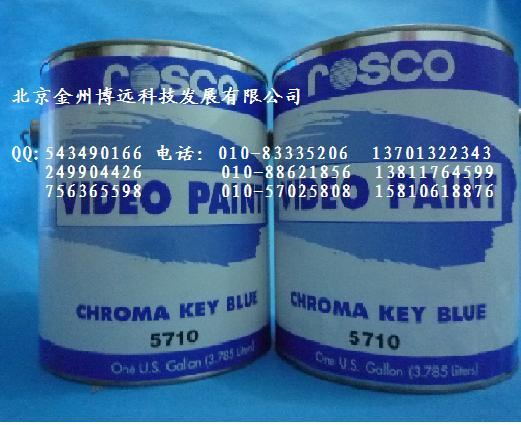 rosco
rosco
北京金州博远科技发展有限公司
QQ: 543490166 电话: 010-83335206 13701322343
249904426 010-88621856 13811764599
756365598 010-57025808 15810618876
VIDEO PAINT
VIDEO PAINT
CHROMA KEY BLUE
5710
One U.S. Gallon (3.785 Liters)
CHROMA KEY BLUE
5710
One U.S. Gallon (3.785 Liters)